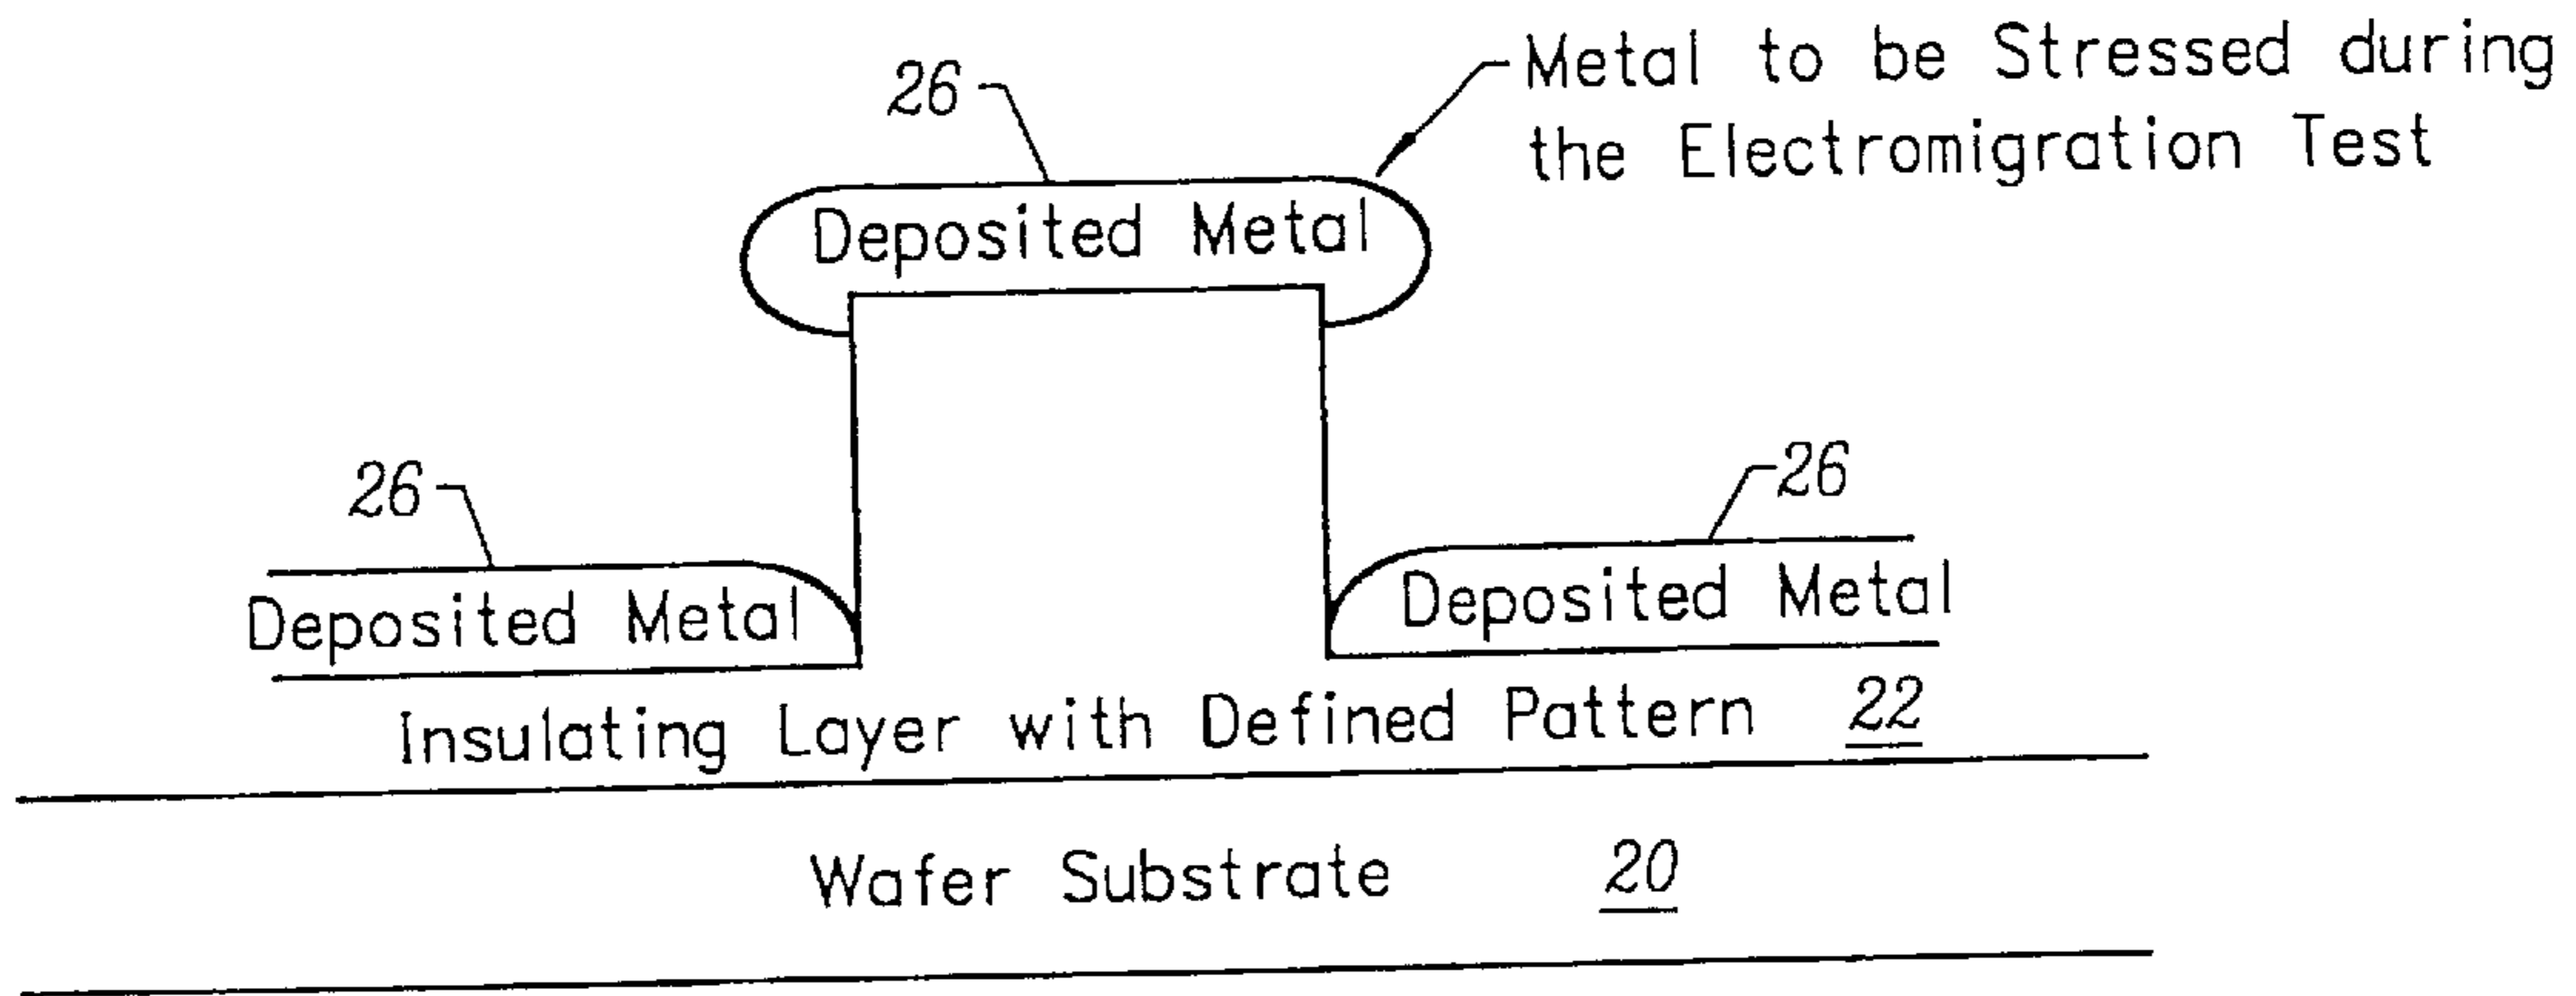 Metal to be Stressed during
26
the Electromigration Test
Deposited Metal
26
26
Deposited Metal
Deposited Metal
Insulating Layer with Defined Pattern 22
Wafer Substrate 20